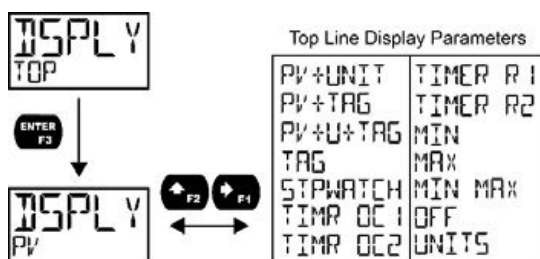 DSPLY
TOP
ENTER
F3
DSPLY
PV
F2
F1
Top Line Display Parameters
PV+UNIT
PV+TAG
PV+U+TAG
TAG
STPWATCH
TIMR OC1
TIMR OC2
TIMER R1
TIMER R2
MIN
MAX
MIN MAX
OFF
UNITS